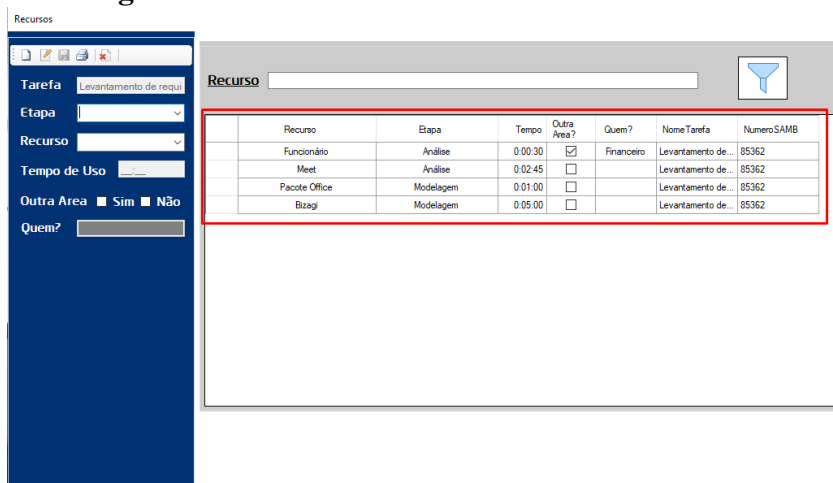 Recursos
Tarefa Levantamento de requi
Etapa
Recurso
Tempo de Uso __:__
Outra Area Sim Não
Quem?
Recurso
Recurso Etapa Tempo Outra Area? Quem? NomeTarefa NumeroSAMB
Funcionário Análise 0:00:30 Financeiro Levantamento de... 85362
Meet Análise 0:02:45 Levantamento de... 85362
Pacote Office Modelagem 0:01:00 Levantamento de... 85362
Bizagi Modelagem 0:05:00 Levantamento de... 85362